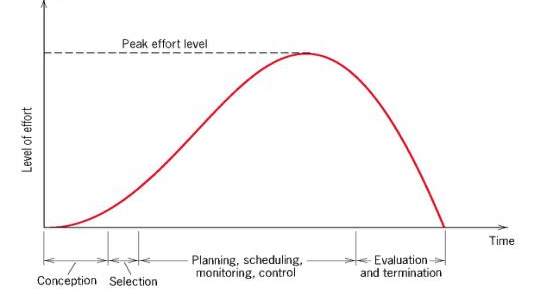 Peak effort level
Level of effort
Time
Conception
Selection
Planning, scheduling,
monitoring, control
Evaluation
and termination